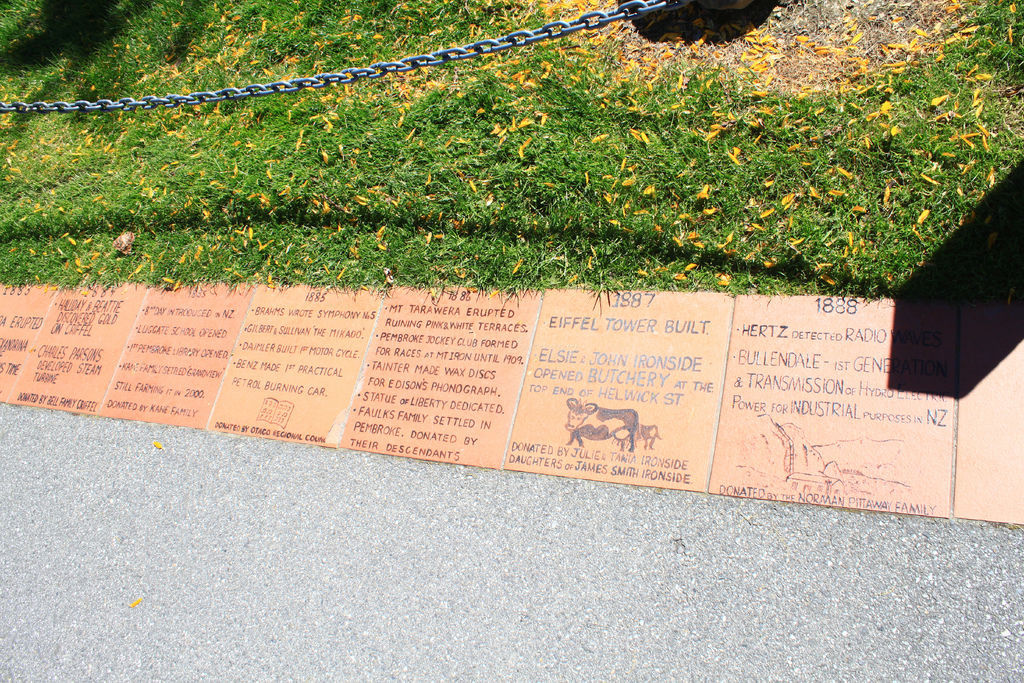 ERUPTED
TIME
HALLIDAY & BEATTIE
DISCOVERED GOLD
ON CRIFFEL
CHARLES PARSONS
DEVELOPED STEAM
TURBINE
DONATED BY BELL FAMILY CRIFFEL
INTRODUCED IN NZ
LUGGATE SCHOOL OPENED.
1ST PEMBROKE LIBRARY OPENED
KANE FAMILY SETTLED
STILL FARMING IT IN 2000.
DONATED BY KANE FAMILY
1885
• BRAHMS WROTE SYMPHONY No 5
• GILBERT & SULLIVAN 'THE MIKADO'.
• DAIMLER BUILT 1ST MOTOR CYCLE.
BENZ MADE 1ST PRACTICAL
PETROL BURNING CAR.
DONATED BY OTAGO REGIONAL
1886
• MT TARAWERA ERUPTED
RUINING PINK & WHITE TERRACES.
• PEMBROKE JOCKEY CLUB FORMED
FOR RACES AT MT IRON UNTIL 1909.
• TAINTER MADE WAX DISCS
FOR EDISON'S PHONOGRAPH.
• STATUE OF LIBERTY DEDICATED.
• FAULKS FAMILY SETTLED IN
PEMBROKE. DONATED BY
THEIR DESCENDANTS
1887
EIFFEL TOWER BUILT.
ELSIE & JOHN IRONSIDE
OPENED BUTCHERY AT THE
TOP END OF HELWICK ST
DONATED BY JULIE & TANIA IRONSIDE
DAUGHTERS OF JAMES SMITH IRONSIDE
1888
• HERTZ DETECTED RADIO WAVES
• BULLENDALE - 1ST GENERATION
& TRANSMISSION OF HYDRO ELECTRIC
POWER FOR INDUSTRIAL PURPOSES IN NZ
DONATED BY THE NORMAN PITTAWAY FAMILY